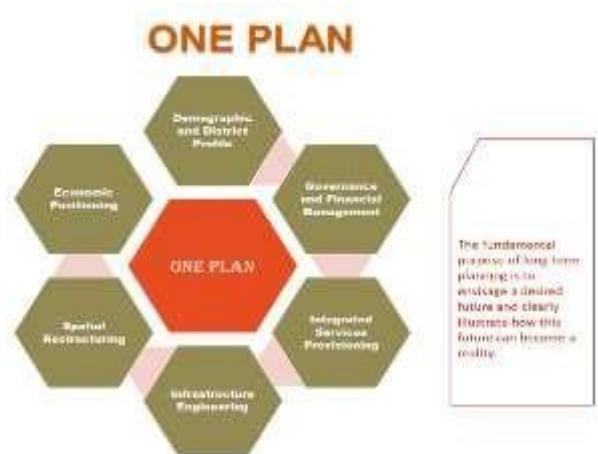 ONE PLAN
Demographic
and District
Profile
Governance
and Financial
Management
Integrated
Services
Provisioning
Infrastructure
Engineering
Spatial
Restructuring
Economic
Positioning
ONE PLAN
The fundamental
purpose of long term
planning is to
envisage a desired
future and clearly
illustrate how this
future can become a
reality.